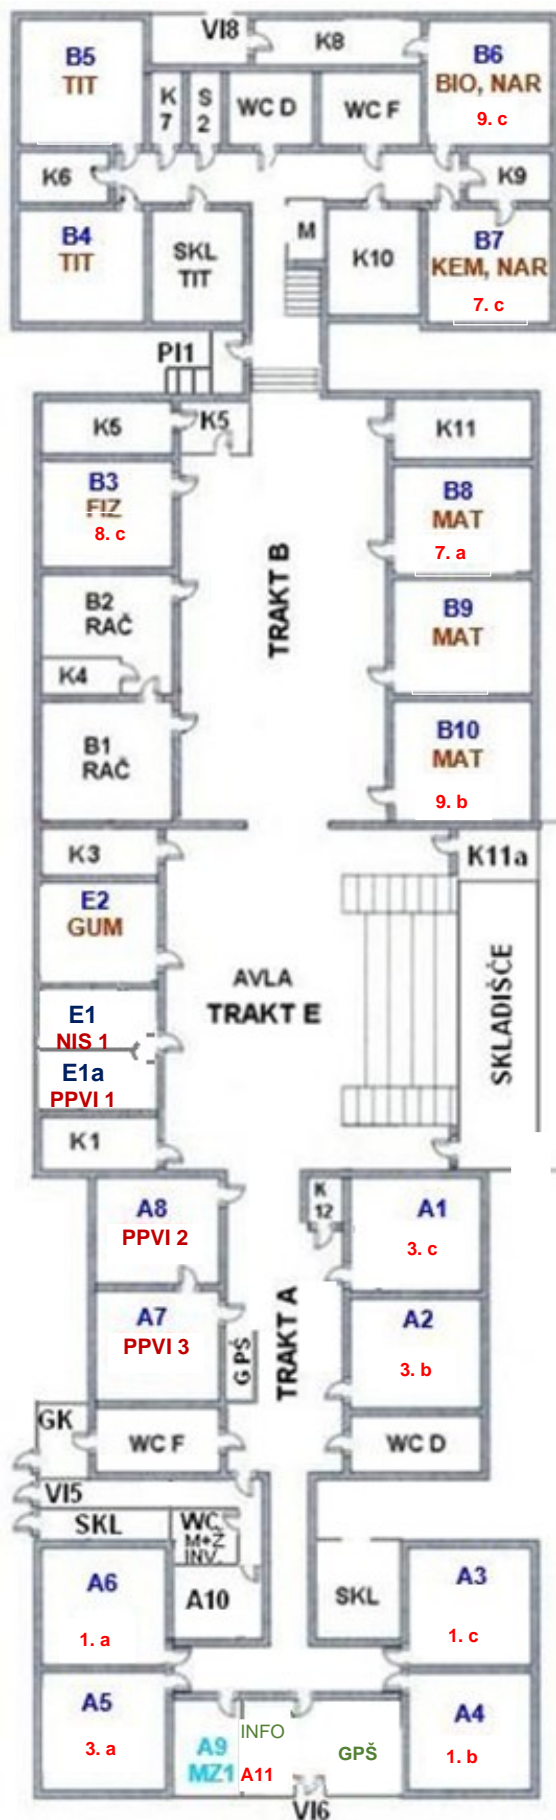 VI8
K8
B5
TIT
K
7
S
2
WC D
WC F
B6
BIO, NAR
9. c
K6
K9
B4
TIT
SKL
TIT
M
K10
B7
KEM, NAR
7. c
PI1
K5
K5
K11
B3
FIZ
8. c
B8
MAT
7. a
TRAKT B
B2
RAČ
K4
B9
MAT
B1
RAČ
B10
MAT
9. b
K3
K11a
E2
GUM
AVLA
TRAKT E
SKLADIŠČE
E1
NIS 1
E1a
PPVI 1
K1
A8
PPVI 2
K
12
A1
3. c
A7
PPVI 3
G PŠ
TRAKT A
A2
3. b
GK
WC F
WC D
VI5
SKL
WC
M+Ž
INV.
A6
1. a
A10
SKL
A3
1. c
A5
3. a
A9
MZ1
INFO
A11
GPŠ
A4
1. b
VI6